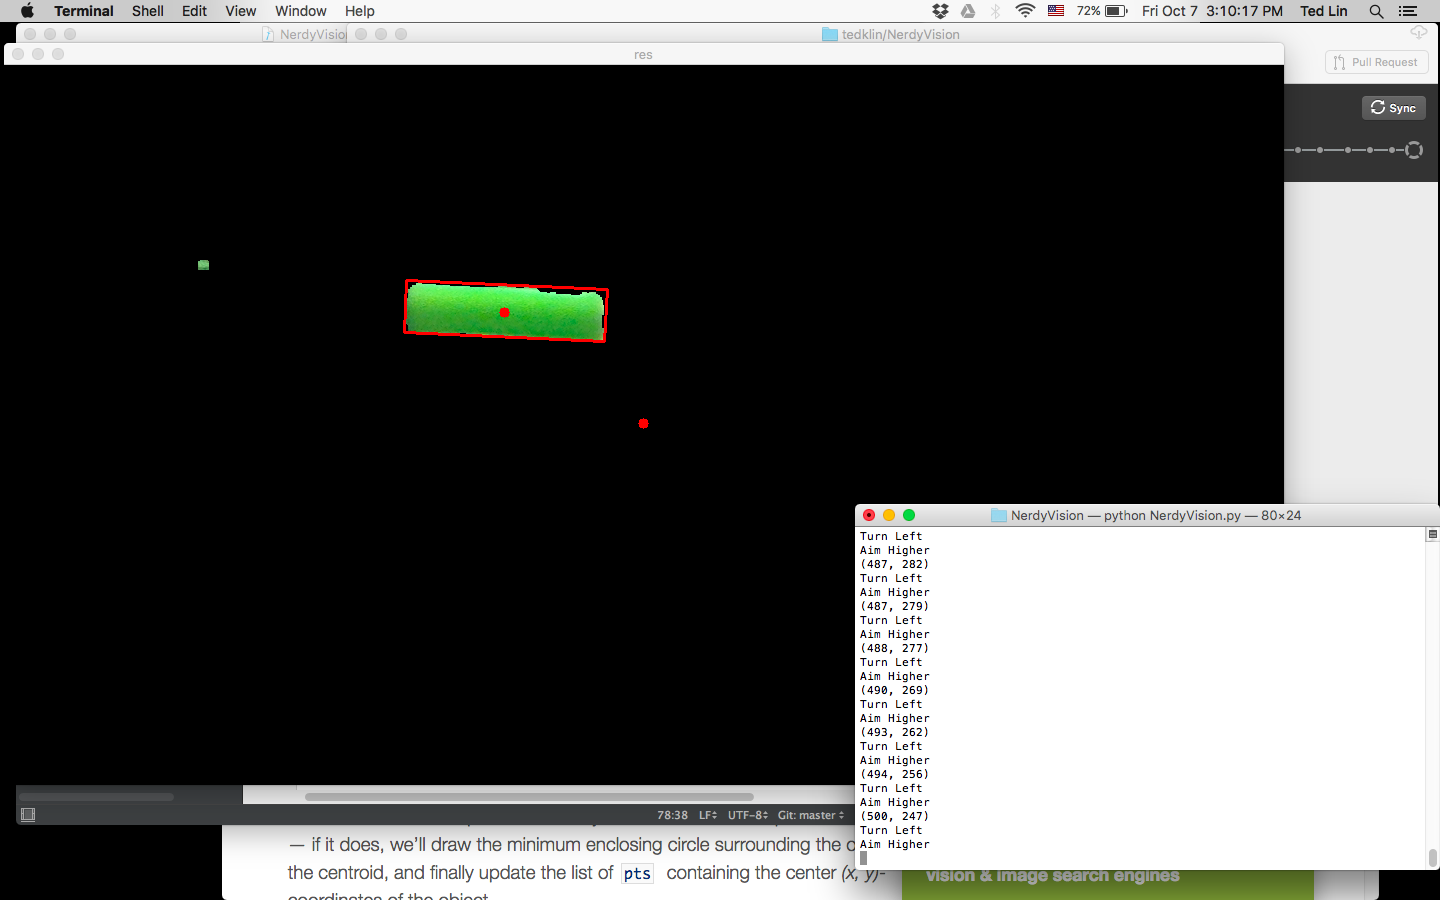 Terminal Shell Edit View Window Help 72% Fri Oct 7 3:10:17 PM Ted Lin
NerdyVisio tedklin/NerdyVision
res
Pull Request
Sync
NerdyVision — python NerdyVision.py — 80×24
Turn Left
Aim Higher
(487, 282)
Turn Left
Aim Higher
(487, 279)
Turn Left
Aim Higher
(488, 277)
Turn Left
Aim Higher
(490, 269)
Turn Left
Aim Higher
(493, 262)
Turn Left
Aim Higher
(494, 256)
Turn Left
Aim Higher
(500, 247)
Turn Left
Aim Higher
78:38 LF UTF-8 Git: master
— if it does, we'll draw the minimum enclosing circle surrounding the
the centroid, and finally update the list of pts containing the center (x, y)-
coordinates of the object
vision & image search engines